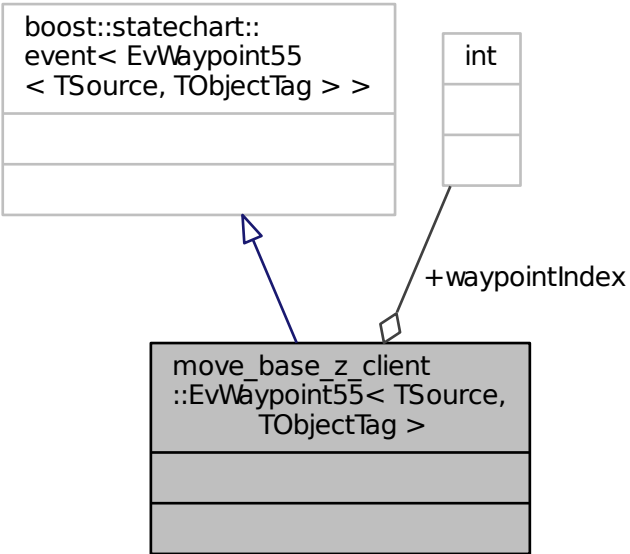 boost::statechart::
event< EvWaypoint55
< TSource, TObjectTag > >
int
+waypointIndex
move_base_z_client
::EvWaypoint55< TSource,
TObjectTag >